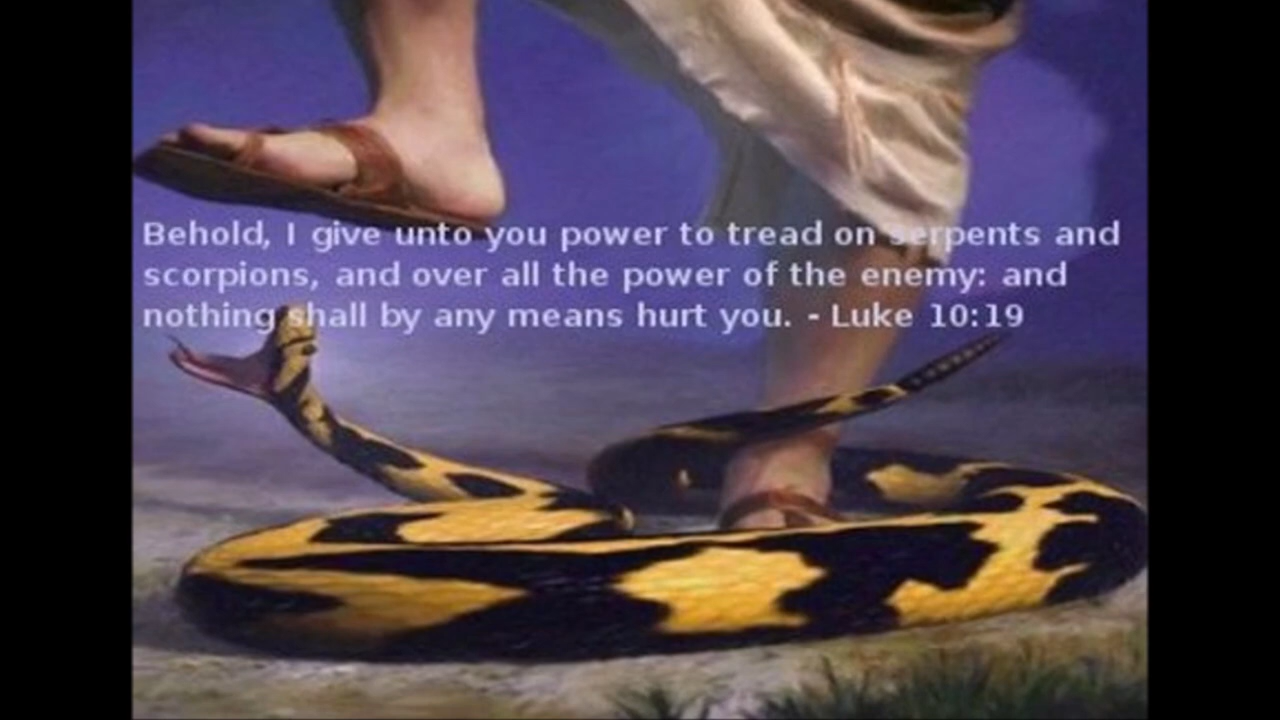 Behold, I give unto you power to tread on serpents and
scorpions, and over all the power of the enemy: and
nothing shall by any means hurt you. - Luke 10:19